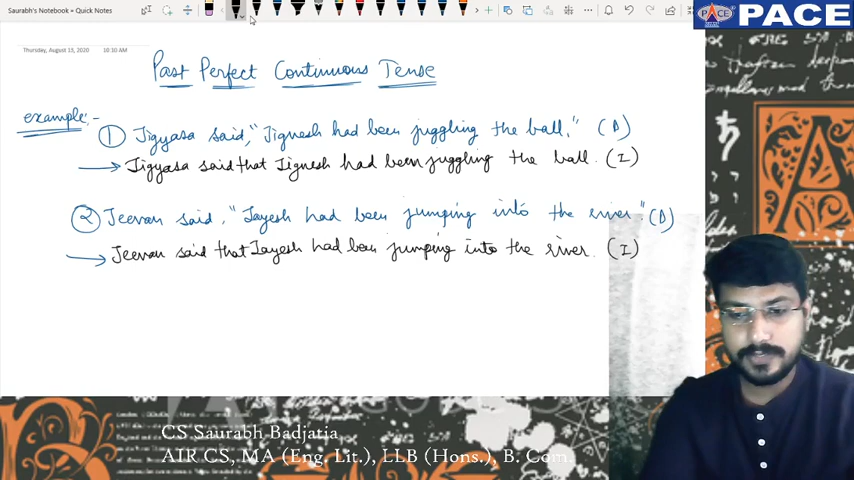 Saurabh's Notebook » Quick Notes
PACE
PACE
Thursday, August 13, 2020 10:10 AM
Past Perfect Continuous Tense
example:-
① Jigyasa said, "Jignesh had been juggling the ball." (D)
→ Jigyasa said that Jignesh had been juggling the ball. (I)
② Jeevan said, "Jayesh had been jumping into the river." (D)
→ Jeevan said that Jayesh had been jumping into the river. (I)
CS Saurabh Badjatia
AIR CS, MA (Eng. Lit.), LLB (Hons.), B. Com.